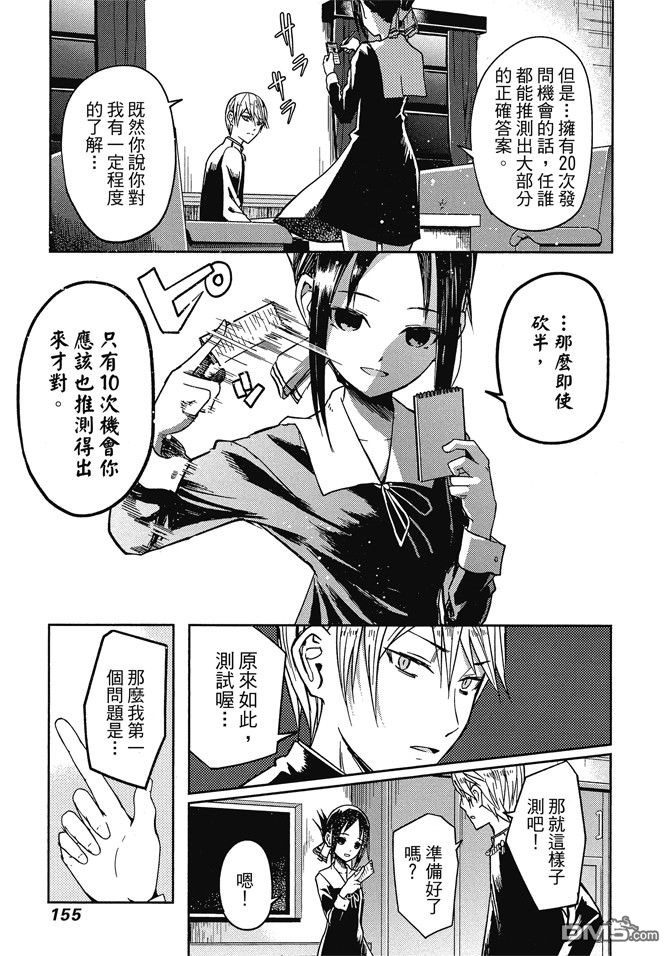 但是…擁有20次發
問機會的話，任誰
都能推測出大部分
的正確答案。
既然你說你對
我有一定程度
的了解…
…那麼即使
砍半，
只有10次機會你
應該也推測得出
來才對。
ピッ
原來如此，
測試喔…
那就這樣子
測吧！
準備好了
嗎？
嗯！
那麼我第一
個問題是…
155
DM5.com